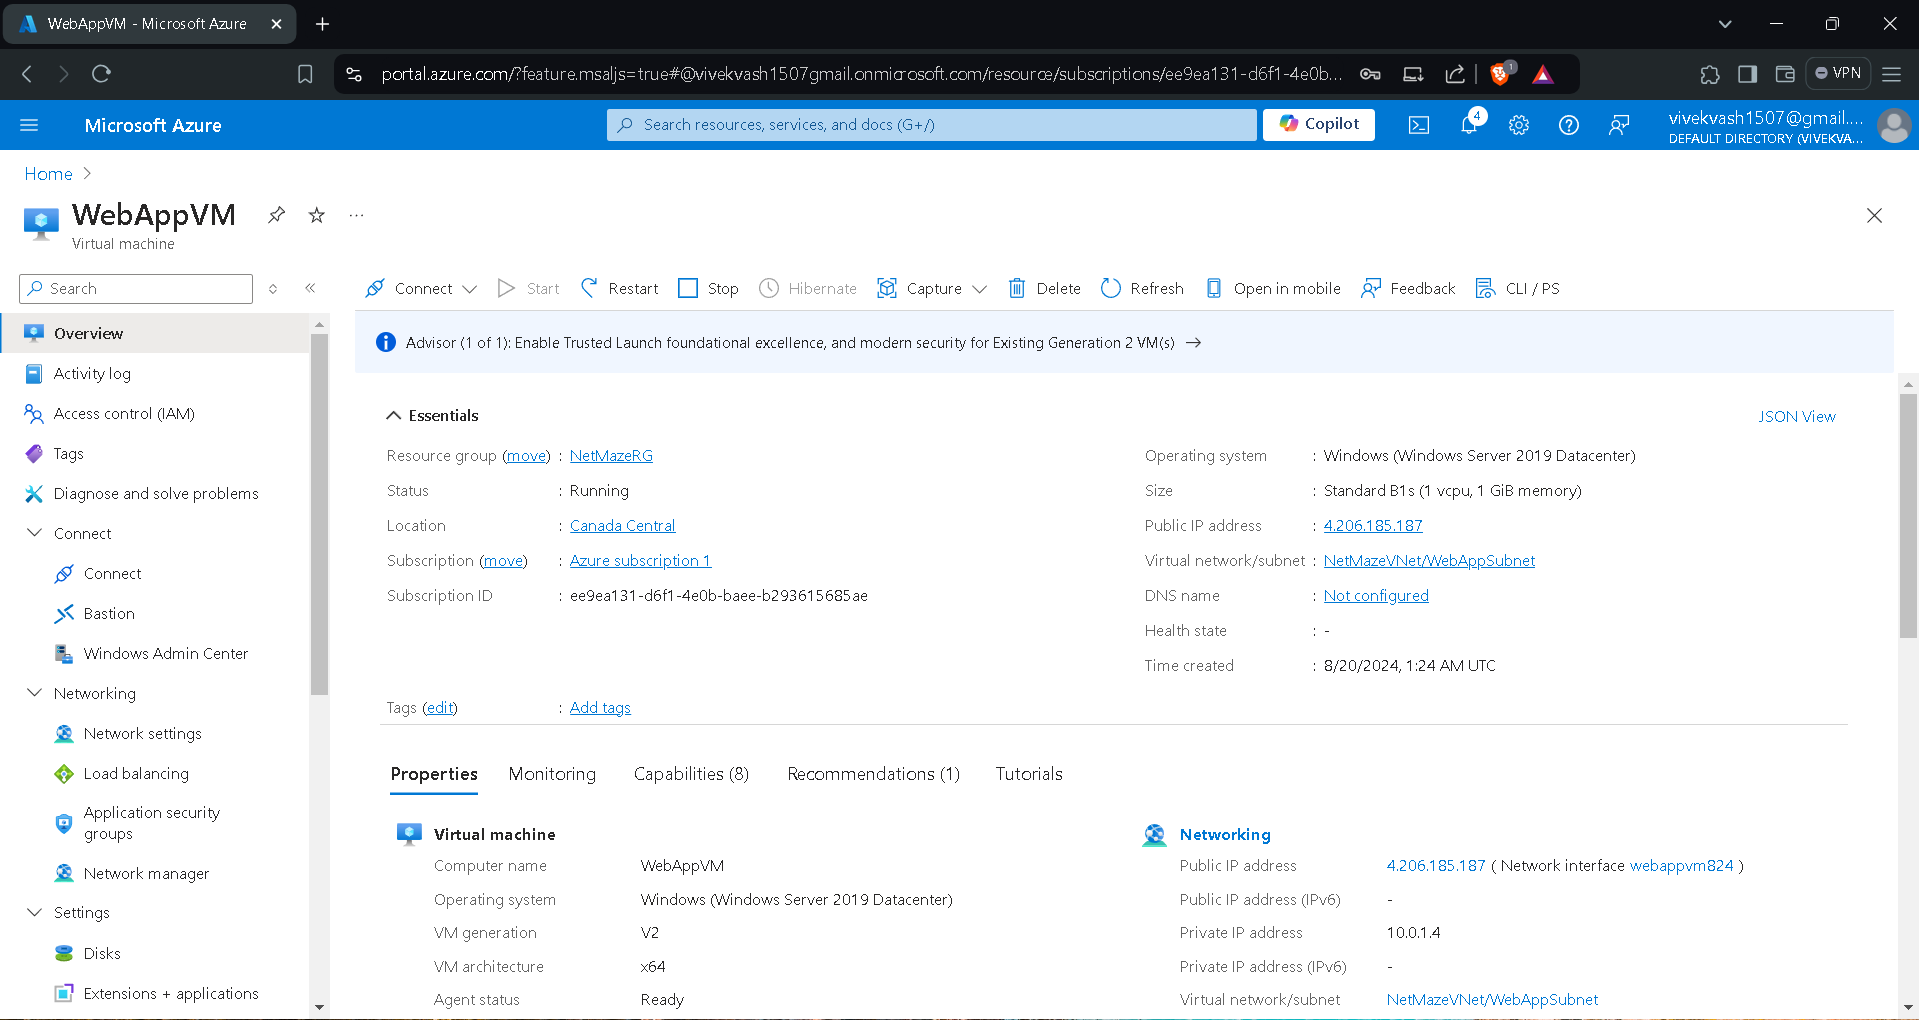 WebAppVM - Microsoft Azure
portal.azure.com/?feature.msaljs=true#@vivekvash1507gmail.onmicrosoft.com/resource/subscriptions/ee9ea131-d6f1-4e0b...
1
VPN
Microsoft Azure
Search resources, services, and docs (G+/)
Copilot
4
vivekvash1507@gmail....
DEFAULT DIRECTORY (VIVEKVA...
Home
WebAppVM
Virtual machine
Search
Connect
Start
Restart
Stop
Hibernate
Capture
Delete
Refresh
Open in mobile
Feedback
CLI / PS
Overview
Activity log
Access control (IAM)
Tags
Diagnose and solve problems
Connect
Connect
Bastion
Windows Admin Center
Networking
Network settings
Load balancing
Application security
groups
Network manager
Settings
Disks
Extensions + applications
Advisor (1 of 1): Enable Trusted Launch foundational excellence, and modern security for Existing Generation 2 VM(s)
Essentials
JSON View
Resource group (move) : NetMazeRG
Status : Running
Location : Canada Central
Subscription (move) : Azure subscription 1
Subscription ID : ee9ea131-d6f1-4e0b-baee-b293615685ae
Operating system : Windows (Windows Server 2019 Datacenter)
Size : Standard B1s (1 vcpu, 1 GiB memory)
Public IP address : 4.206.185.187
Virtual network/subnet : NetMazeVNet/WebAppSubnet
DNS name : Not configured
Health state : -
Time created : 8/20/2024, 1:24 AM UTC
Tags (edit) : Add tags
Properties
Monitoring
Capabilities (8)
Recommendations (1)
Tutorials
Virtual machine
Computer name WebAppVM
Operating system Windows (Windows Server 2019 Datacenter)
VM generation V2
VM architecture x64
Agent status Ready
Networking
Public IP address 4.206.185.187 ( Network interface webappvm824 )
Public IP address (IPv6) -
Private IP address 10.0.1.4
Private IP address (IPv6) -
Virtual network/subnet NetMazeVNet/WebAppSubnet